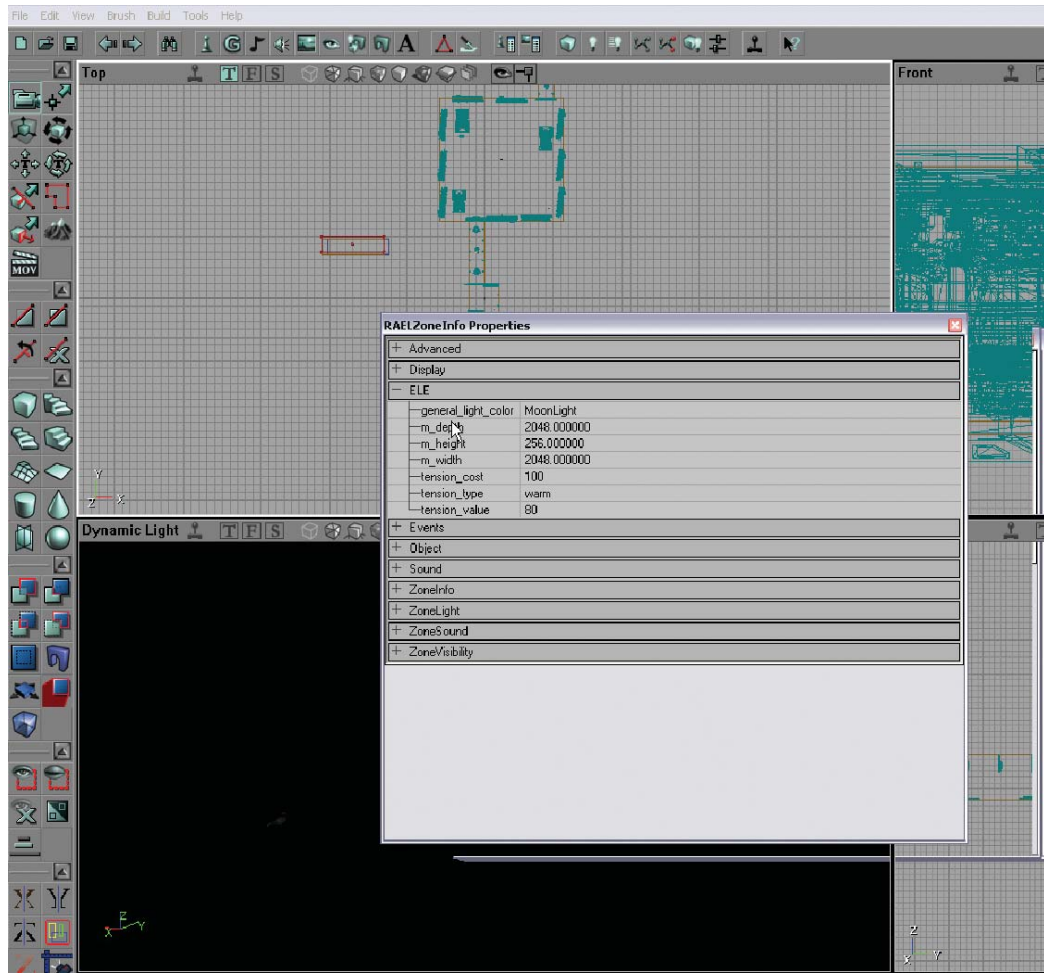 File Edit View Brush Build Tools Help
Top T F S
Front
MOV
RAELZoneInfo Properties
+ Advanced
+ Display
− ELE
general_light_color MoonLight
m_depth 2048.000000
m_height 256.000000
m_width 2048.000000
tension_cost 100
tension_type warm
tension_value 80
+ Events
+ Object
+ Sound
+ ZoneInfo
+ ZoneLight
+ ZoneSound
+ ZoneVisibility
Y
Z X
Dynamic Light T F S
Z
X Y
Z
X Y